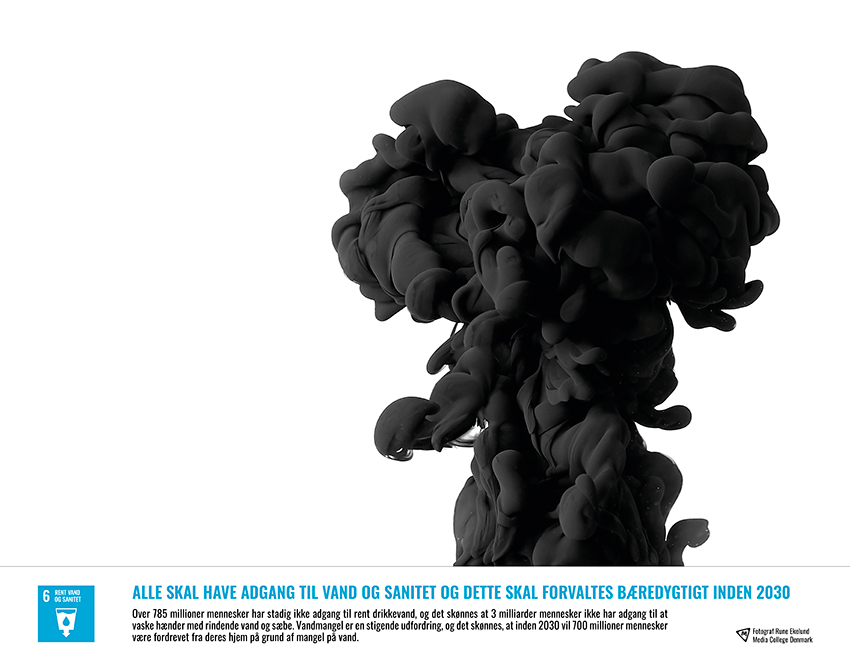 6 RENT VAND
OG SANITET
ALLE SKAL HAVE ADGANG TIL VAND OG SANITET OG DETTE SKAL FORVALTES BÆREDYGTIGT INDEN 2030
Over 785 millioner mennesker har stadig ikke adgang til rent drikkevand, og det skønnes at 3 milliarder mennesker ikke har adgang til at
vaske hænder med rindende vand og sæbe. Vandmangel er en stigende udfordring, og det skønnes, at inden 2030 vil 700 millioner mennesker
være fordrevet fra deres hjem på grund af mangel på vand.
Fotograf Rune Ekelund
Media College Denmark